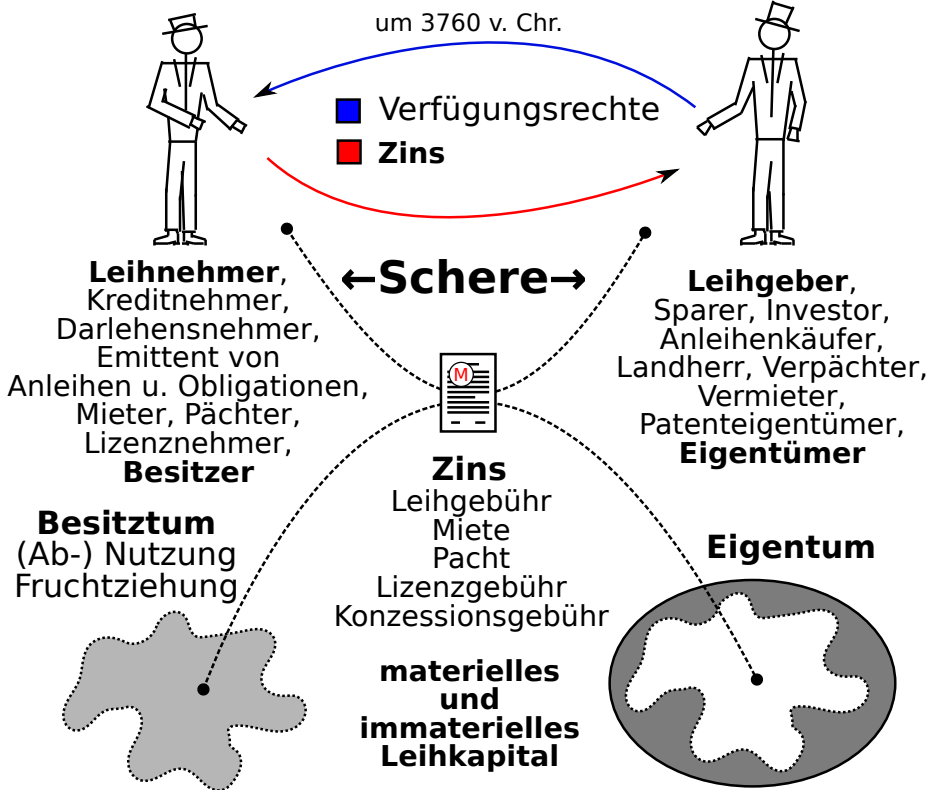 um 3760 v. Chr.
Verfügungsrechte
Zins
←Schere→
Leihnehmer,
Kreditnehmer,
Darlehensnehmer,
Emittent von
Anleihen u. Obligationen,
Mieter, Pächter,
Lizenznehmer,
Besitzer
Leihgeber,
Sparer, Investor,
Anleihenkäufer,
Landherr, Verpächter,
Vermieter,
Patenteigentümer,
Eigentümer
M
Zins
Leihgebühr
Miete
Pacht
Lizenzgebühr
Konzessionsgebühr
Besitztum
(Ab-) Nutzung
Fruchtziehung
Eigentum
materielles
und
immaterielles
Leihkapital